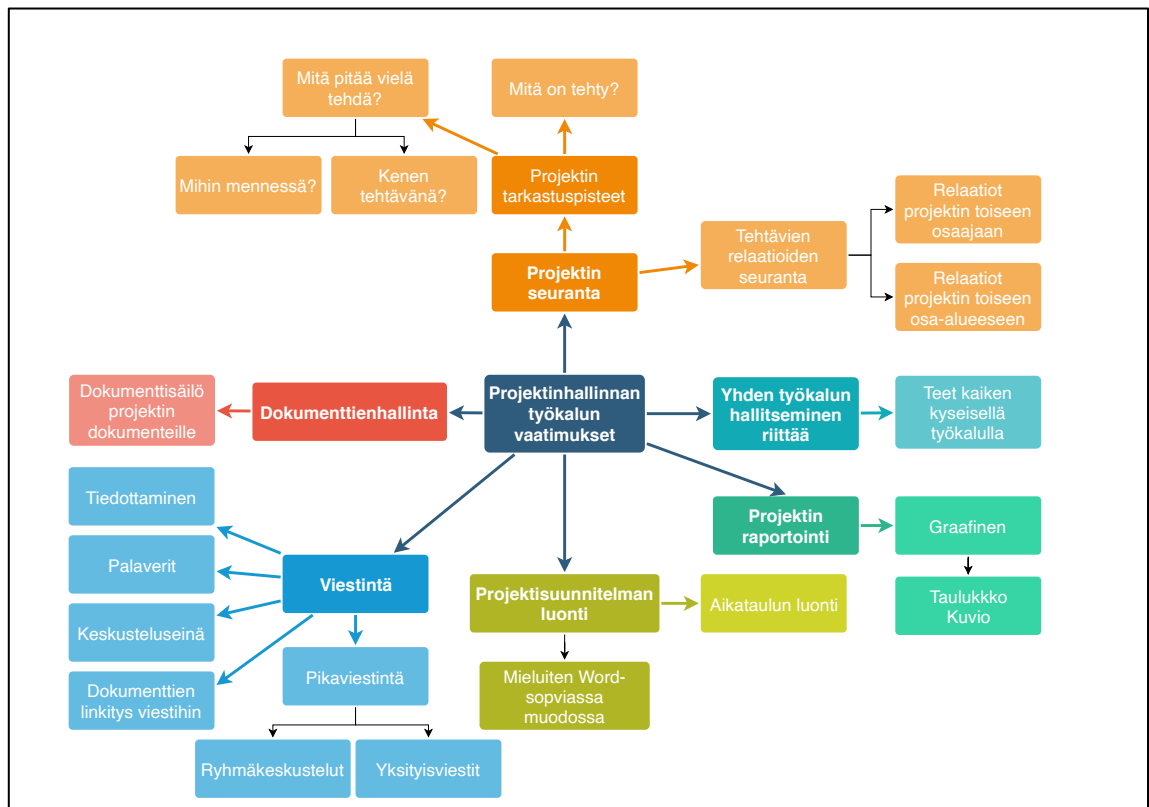 Mitä pitää vielä
tehdä?
Mitä on tehty?
Mihin mennessä?
Kenen
tehtävänä?
Projektin
tarkastuspisteet
Relaatiot
projektin toiseen
osaajaan
Tehtävien
relaatioiden
seuranta
Projektin
seuranta
Relaatiot
projektin toiseen
osa-alueeseen
Dokumenttisäilö
projektin
dokumenteille
Dokumenttienhallinta
Projektinhallinnan
työkalun
vaatimukset
Yhden työkalun
hallitseminen
riittää
Teet kaiken
kyseisellä
työkalulla
Tiedottaminen
Projektin
raportointi
Graafinen
Palaverit
Viestintä
Projektisuunnitelman
luonti
Aikataulun luonti
Taulukkko
Kuvio
Keskusteluseinä
Pikaviestintä
Mieluiten Word-
sopviassa
muodossa
Dokumenttien
linkitys viestihin
Ryhmäkeskustelut
Yksityisviestit